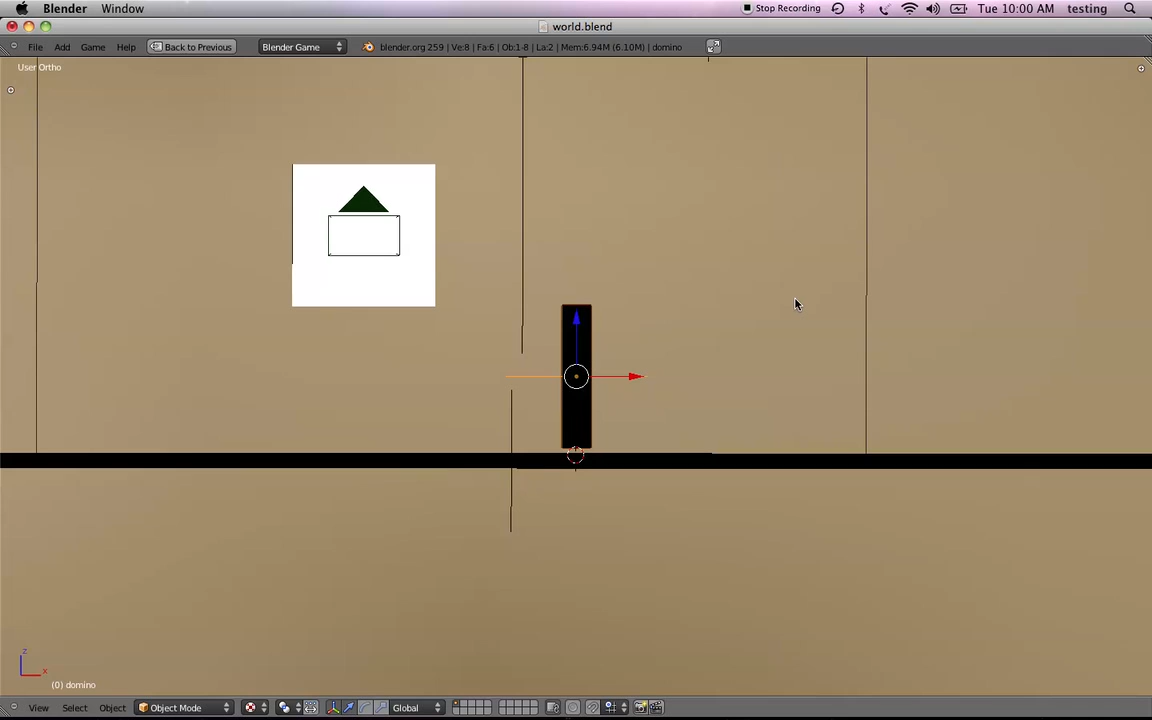 Blender Window Stop Recording Tue 10:00 AM testing
world.blend
File Add Game Help Back to Previous Blender Game blender.org 259 | Ve:8 | Fa:6 | Ob:1-8 | La:2 | Mem:6.94M (6.10M) | domino
User Ortho
z
x
(0) domino
View Select Object Object Mode Global